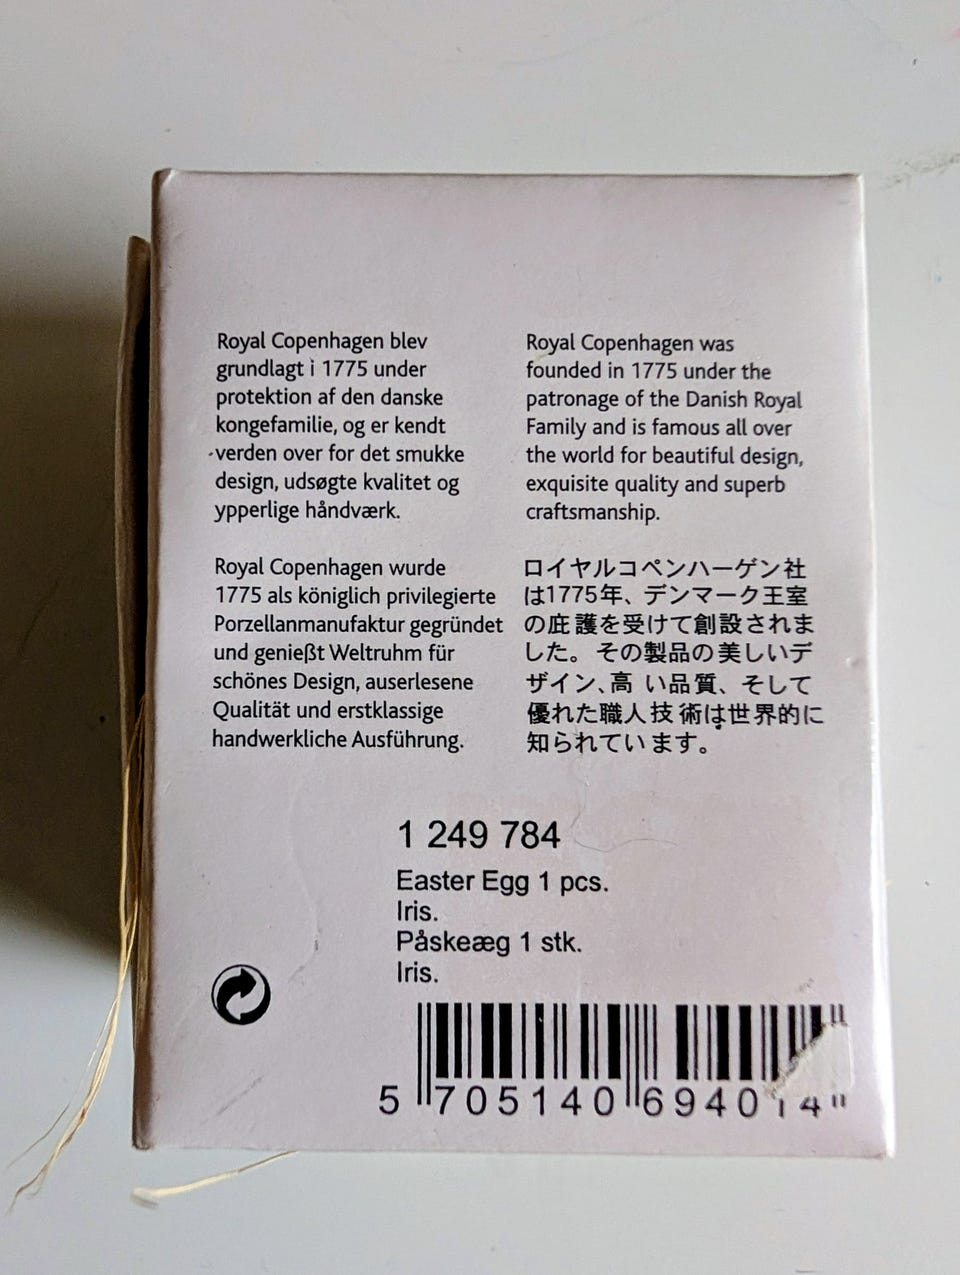 Royal Copenhagen blev
grundlagt i 1775 under
protektion af den danske
kongefamilie, og er kendt
verden over for det smukke
design, udsøgte kvalitet og
ypperlige håndværk.
Royal Copenhagen was
founded in 1775 under the
patronage of the Danish Royal
Family and is famous all over
the world for beautiful design,
exquisite quality and superb
craftsmanship.
Royal Copenhagen wurde
1775 als königlich privilegierte
Porzellanmanufaktur gegründet
und genießt Weltruhm für
schönes Design, auserlesene
Qualität und erstklassige
handwerkliche Ausführung.
ロイヤルコペンハーゲン社
は1775年、デンマーク王室
の庇護を受けて創設されま
した。その製品の美しいデ
ザイン、高い品質、そして
優れた職人技術は世界的に
知られています。
1 249 784
Easter Egg 1 pcs.
Iris.
Påskeæg 1 stk.
Iris.
5 705140 694014